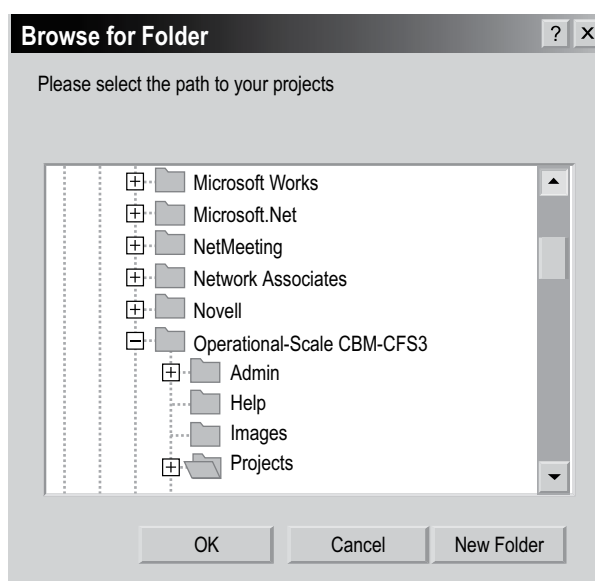 Browse for Folder ? X
Please select the path to your projects
Microsoft Works
Microsoft.Net
NetMeeting
Network Associates
Novell
Operational-Scale CBM-CFS3
Admin
Help
Images
Projects
OK Cancel New Folder